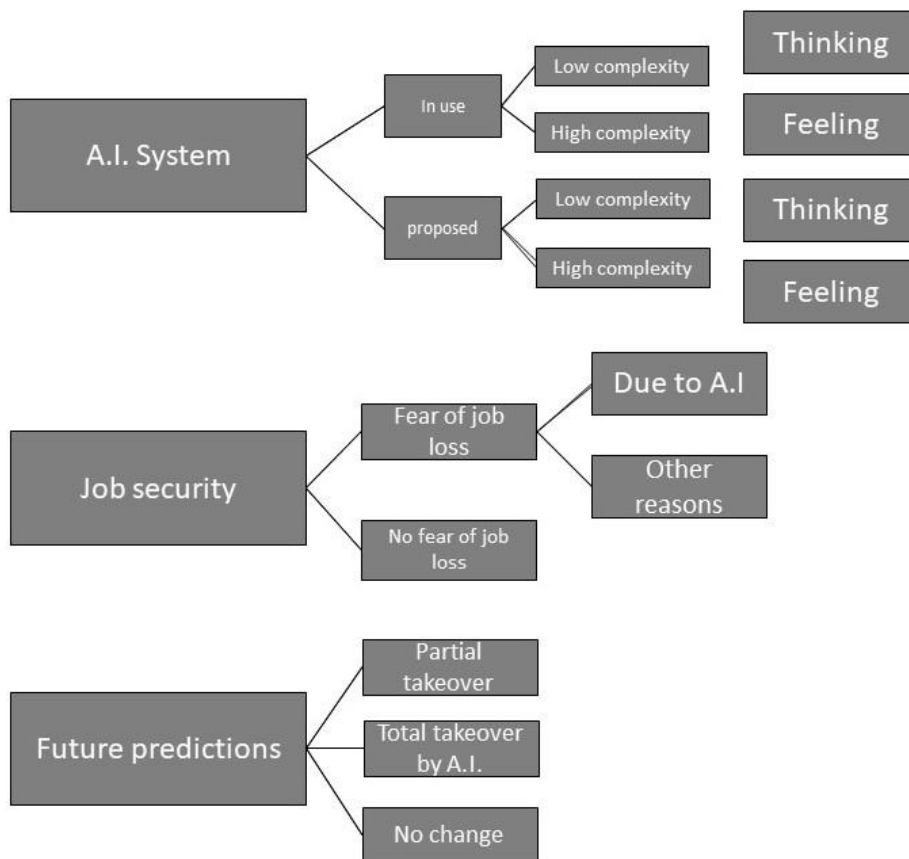 Thinking
Low complexity
In use
High complexity
Feeling
A.I. System
Low complexity
Thinking
proposed
High complexity
Feeling
Due to A.I
Fear of job
loss
Job security
Other
reasons
No fear of job
loss
Partial
takeover
Future predictions
Total takeover
by A.I.
No change